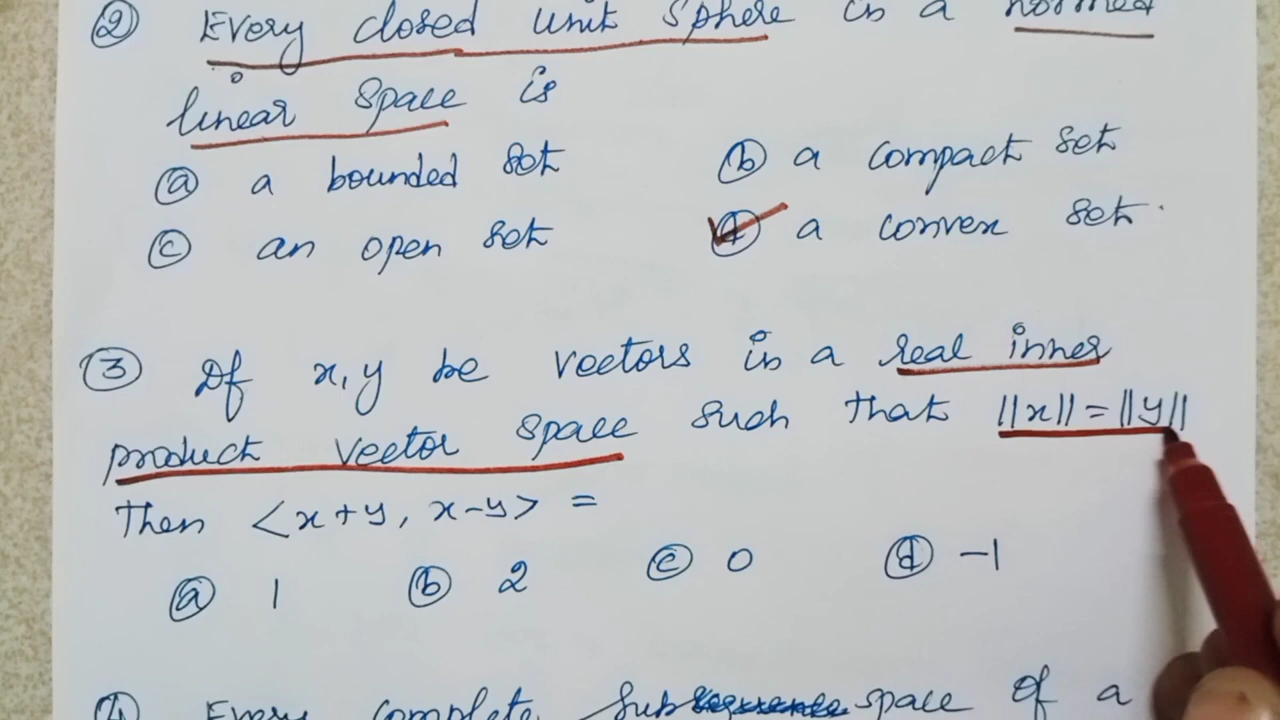 ② Every closed unit sphere in a normed
linear space is
ⓐ a bounded set ⓑ a compact set
ⓒ an open set ⓓ a convex set.
③ If x, y be vectors in a real inner
product vector space such that ||x|| = ||y||
Then <x+y, x-y> =
ⓐ 1 ⓑ 2 ⓒ 0 ⓓ -1
④ Every complete sub space of a